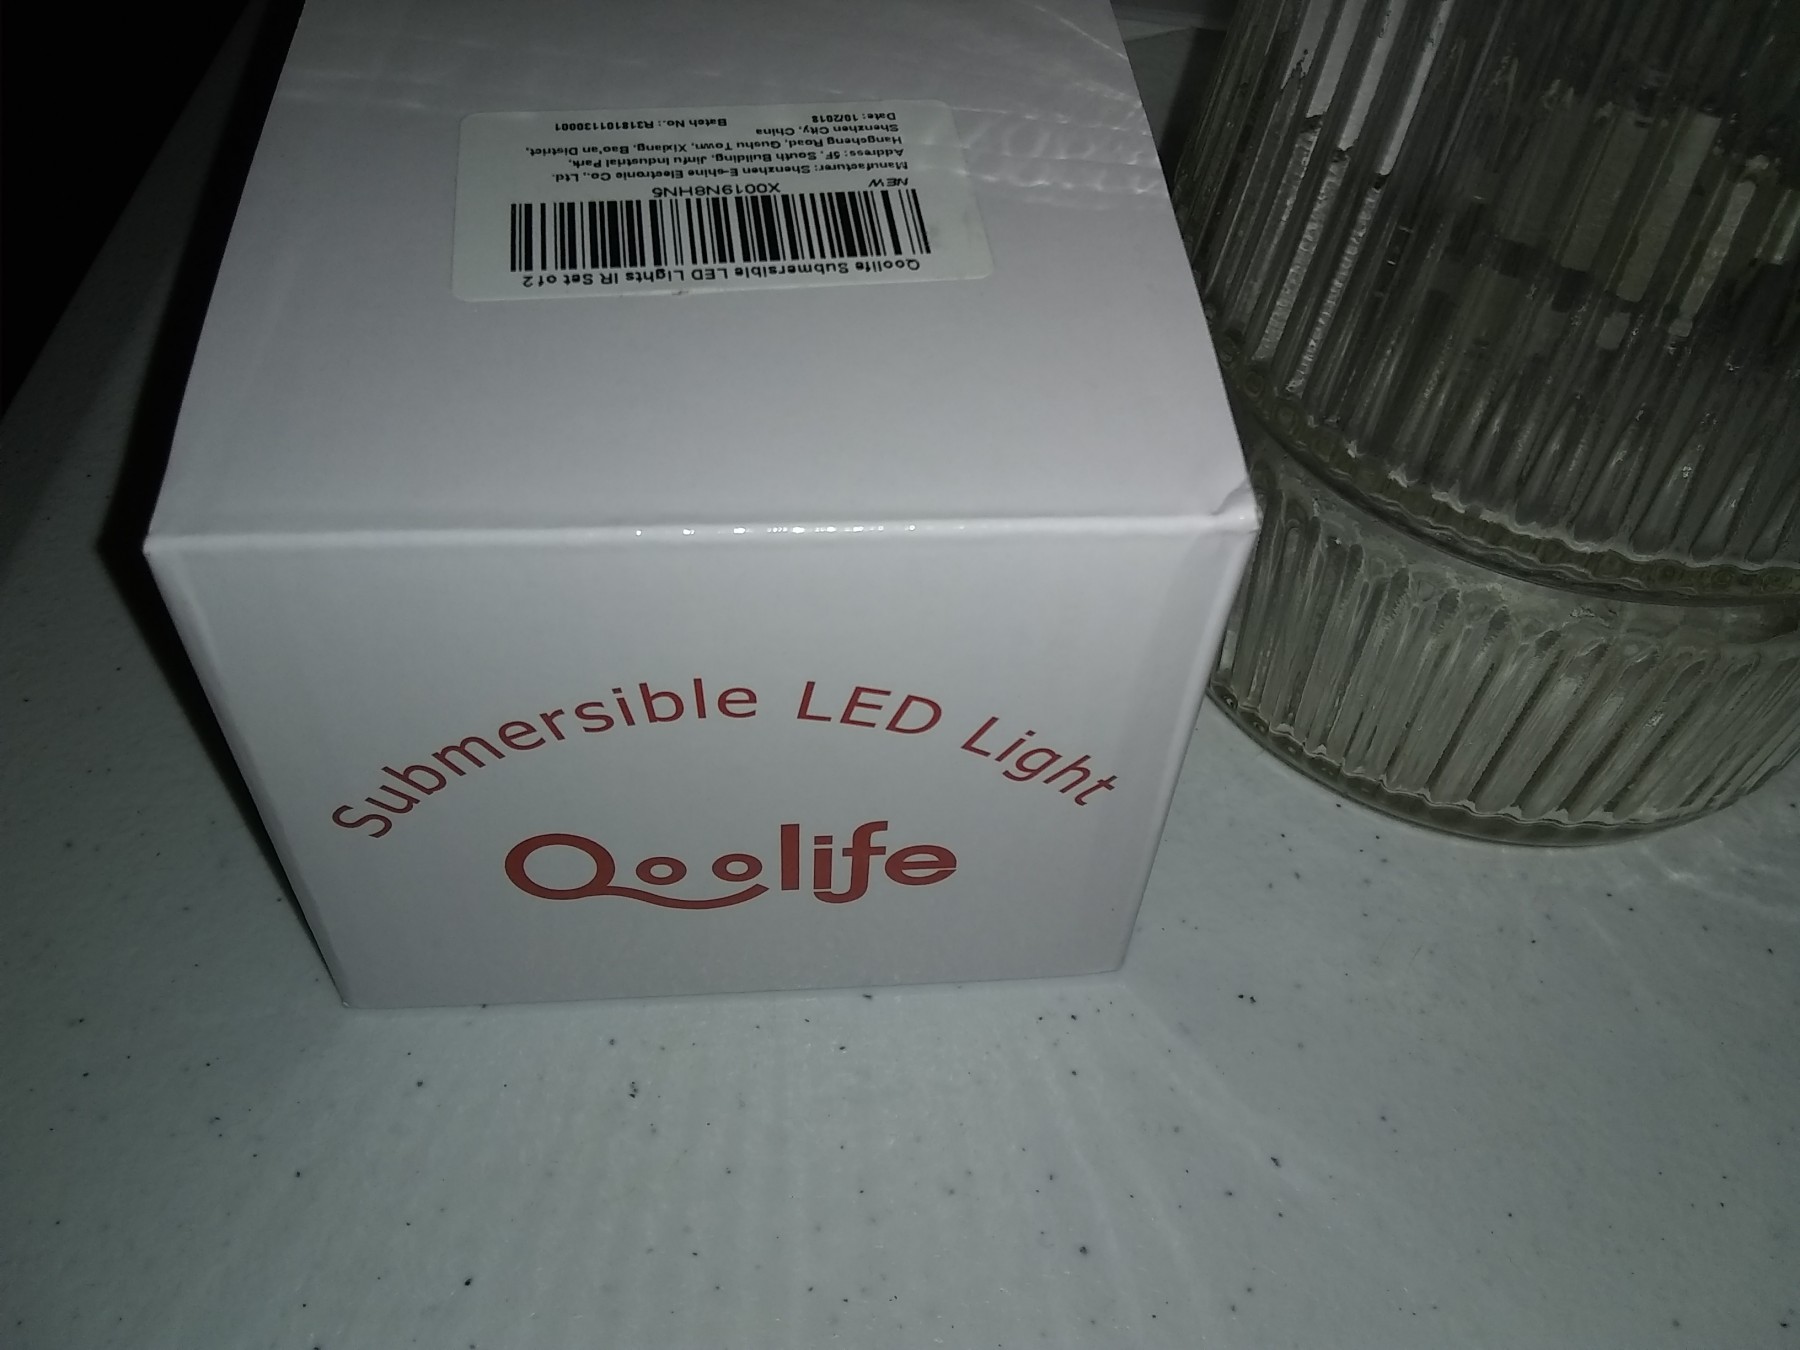 Qoolife Submersible LED Lights IR Set of 2
X0019N8HN5
NEW
Manufacturer: Shenzhen E-shine Electronic Co., Ltd.
Address: 5F, South Building, Jinfu Industrial Park,
Hangcheng Road, Gushu Town, Xixiang, Bao'an District,
Shenzhen City, China
Date: 10/2018 Batch No.: R318101130001
Submersible LED Light
Qoolife